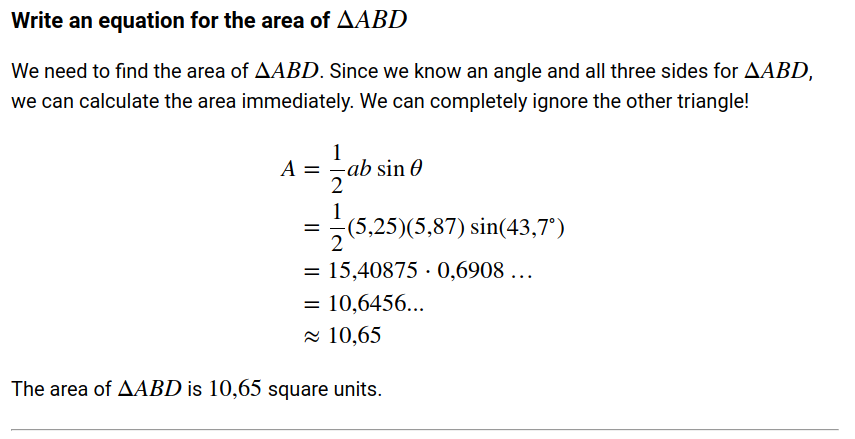 Write an equation for the area of ΔABD
We need to find the area of ΔABD. Since we know an angle and all three sides for ΔABD,
we can calculate the area immediately. We can completely ignore the other triangle!
A = 1/2 ab sin θ
= 1/2 (5,25)(5,87) sin(43,7°)
= 15,40875 · 0,6908 …
= 10,6456...
≈ 10,65
The area of ΔABD is 10,65 square units.